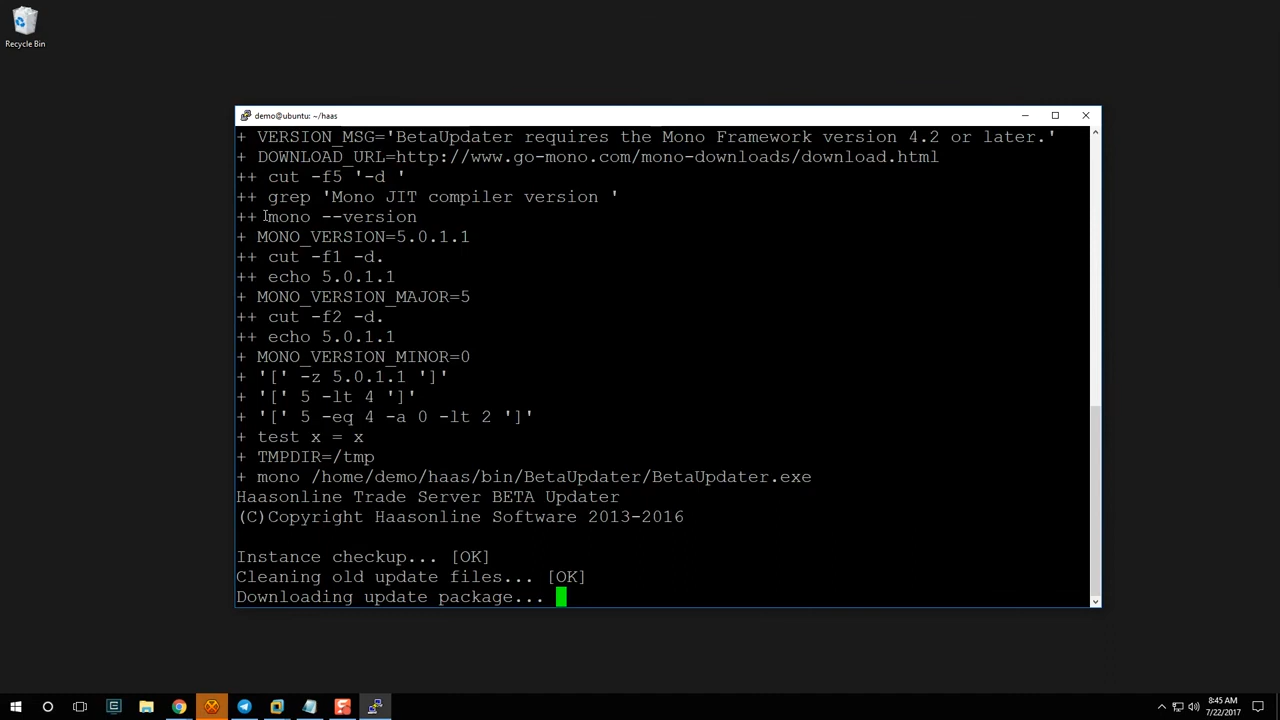 Recycle Bin
demo@ubuntu: ~/haas
+ VERSION_MSG='BetaUpdater requires the Mono Framework version 4.2 or later.'
+ DOWNLOAD_URL=http://www.go-mono.com/mono-downloads/download.html
++ cut -f5 '-d '
++ grep 'Mono JIT compiler version '
++ mono --version
+ MONO_VERSION=5.0.1.1
++ cut -f1 -d.
++ echo 5.0.1.1
+ MONO_VERSION_MAJOR=5
++ cut -f2 -d.
++ echo 5.0.1.1
+ MONO_VERSION_MINOR=0
+ '[' -z 5.0.1.1 ']'
+ '[' 5 -lt 4 ']'
+ '[' 5 -eq 4 -a 0 -lt 2 ']'
+ test x = x
+ TMPDIR=/tmp
+ mono /home/demo/haas/bin/BetaUpdater/BetaUpdater.exe
Haasonline Trade Server BETA Updater
(C)Copyright Haasonline Software 2013-2016
Instance checkup... [OK]
Cleaning old update files... [OK]
Downloading update package...
8:45 AM
7/22/2017